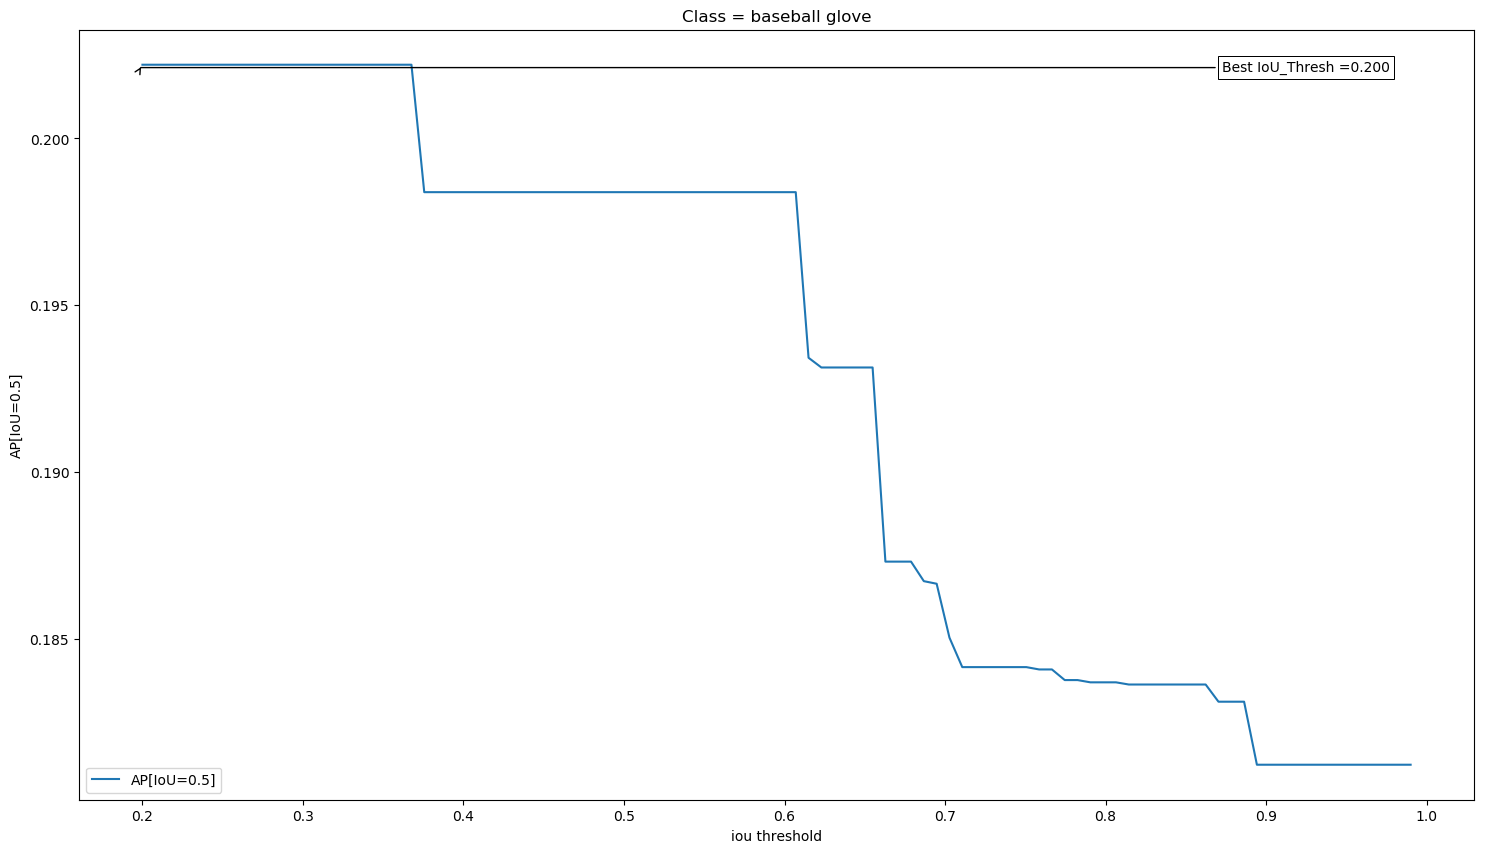 Class = baseball glove
Best IoU_Thresh =0.200
0.200
0.195
0.190
0.185
AP[IoU=0.5]
AP[IoU=0.5]
0.2 0.3 0.4 0.5 0.6 0.7 0.8 0.9 1.0
iou threshold